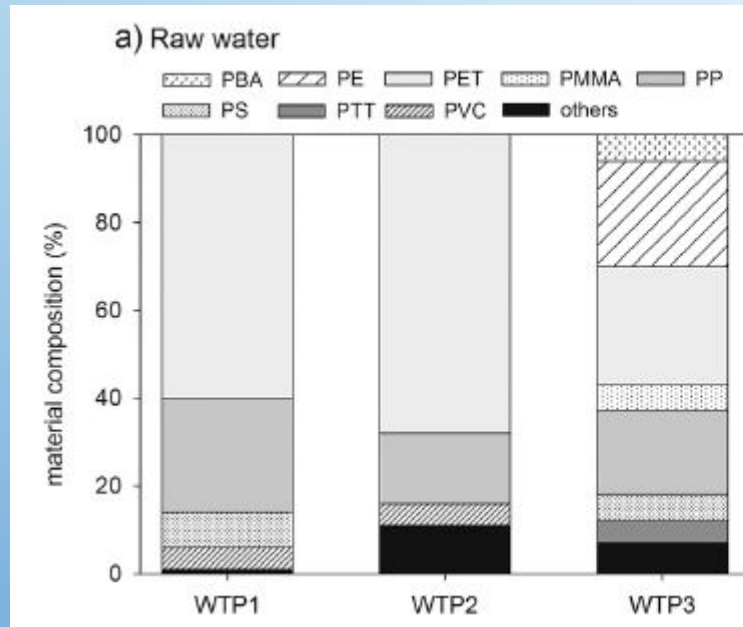 a) Raw water
PBA PE PET PMMA PP
PS PTT PVC others
material composition (%)
100
80
60
40
20
0
WTP1 WTP2 WTP3